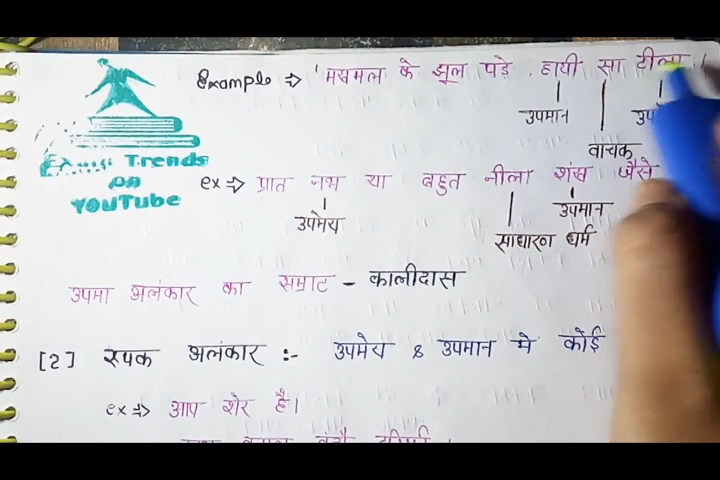 Example ⇒ 'मखमल के झूल पड़े, हाथी सा टीला'
उपमान
वाचक
Trends
on
YouTube
ex ⇒ प्रात नभ था बहुत नीला शंख जैसे
उपमेय
उपमान
साधारण धर्म
उपमा अलंकार का सम्राट - कालीदास
[2] रुपक अलंकार :- उपमेय & उपमान मे कोई
ex ⇒ आप शेर है।